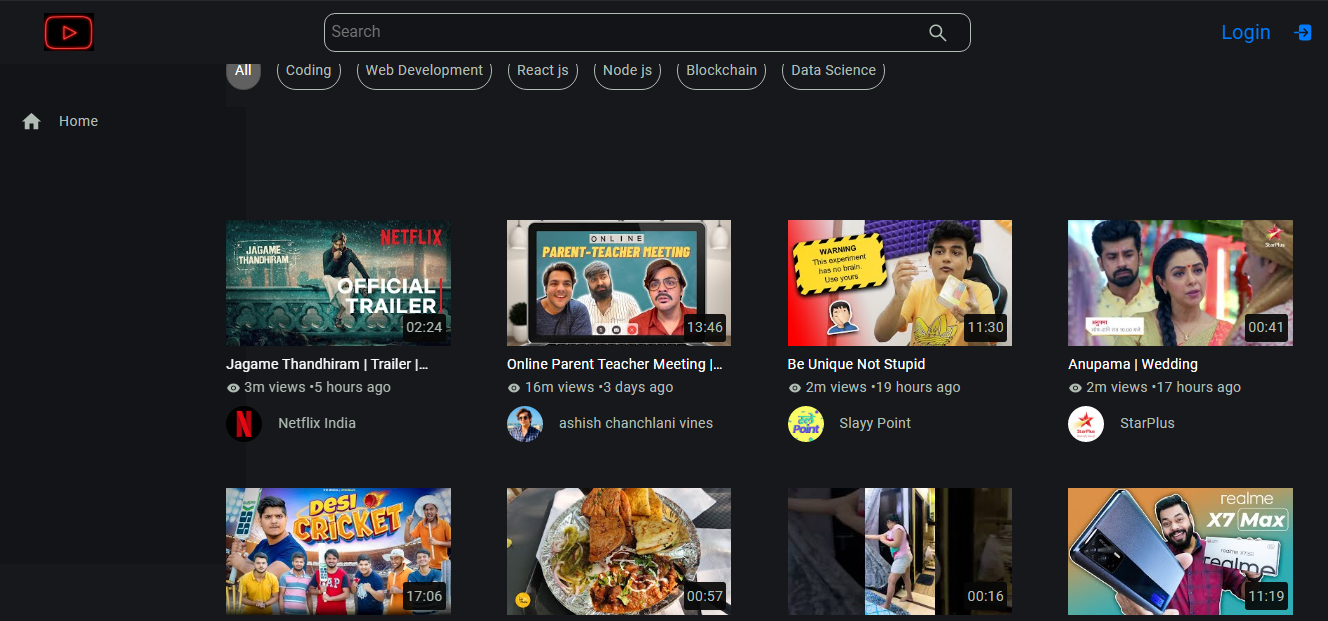 Search
Login
All
Coding
Web Development
React js
Node js
Blockchain
Data Science
Home
JAGAME
THANDHIRAM
NETFLIX
OFFICIAL
TRAILER
02:24
ONLINE
PARENT-TEACHER MEETING
13:46
WARNING
This experiment
has no brain.
Use yours
11:30
StarPlus
00:41
Jagame Thandhiram | Trailer |...
Online Parent Teacher Meeting |...
Be Unique Not Stupid
Anupama | Wedding
3m views •5 hours ago
16m views •3 days ago
2m views •19 hours ago
2m views •17 hours ago
Netflix India
ashish chanchlani vines
Point
Slayy Point
StarPlus
StarPlus
DESI
CRICKET
17:06
00:57
00:16
realme
X7 Max
realme
11:19